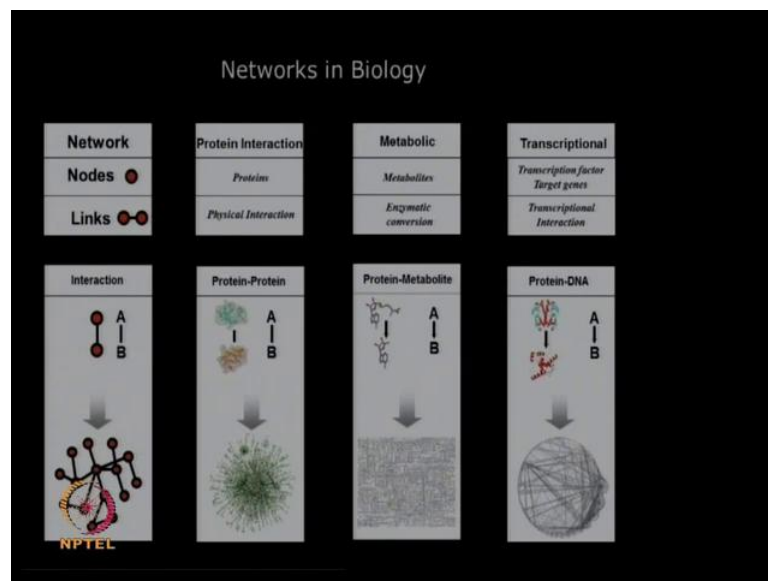 Networks in Biology
Network
Nodes
Links
Protein Interaction
Proteins
Physical Interaction
Metabolic
Metabolites
Enzymatic
conversion
Transcriptional
Transcription factor
Target genes
Transcriptional
Interaction
Interaction
A
B
Protein-Protein
A
B
Protein-Metabolite
A
B
Protein-DNA
A
B
NPTEL